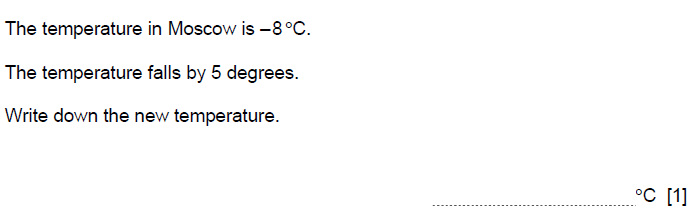 The temperature in Moscow is –8 °C.
The temperature falls by 5 degrees.
Write down the new temperature.
°C [1]